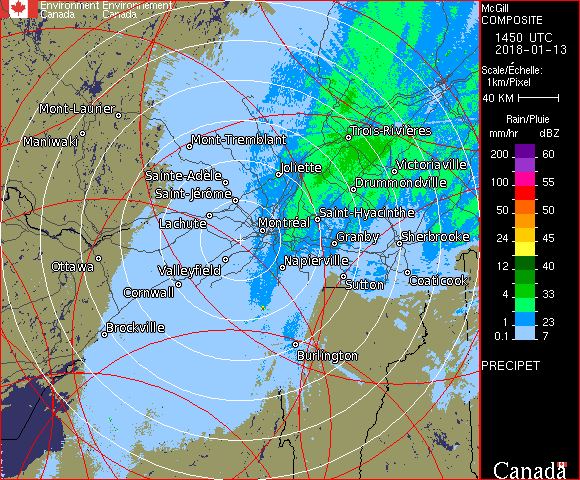 Environment Environnement
Canada Canada
McGill
COMPOSITE
1450 UTC
2018-01-13
Scale/Échelle:
1km/Pixel
40 KM
Rain/Pluie
mm/hr dBZ
200 60
100 55
50 50
24 45
12 40
4 33
1 23
0.1 7
PRECIPET
Mont-Laurier
Maniwaki
Mont-Tremblant
Trois-Rivières
Sainte-Adèle
Joliette
Victoriaville
Saint-Jérôme
Drummondville
Lachute
Montréal
Saint-Hyacinthe
Granby
Sherbrooke
Ottawa
Valleyfield
Napierville
Cornwall
Sutton
Coaticook
Brockville
Burlington
Canada